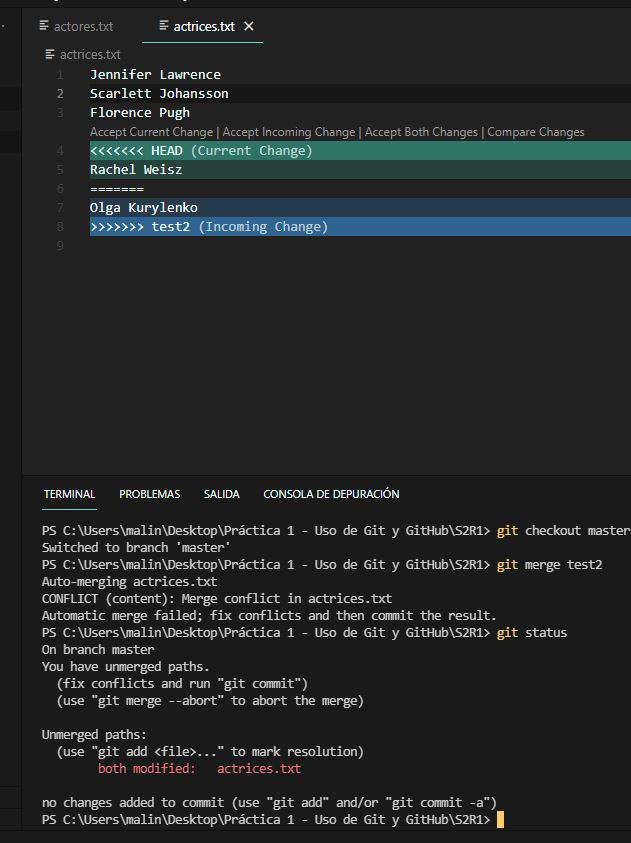 actores.txt
actrices.txt
actrices.txt
1 Jennifer Lawrence
2 Scarlett Johansson
3 Florence Pugh
Accept Current Change | Accept Incoming Change | Accept Both Changes | Compare Changes
4 <<<<<<< HEAD (Current Change)
5 Rachel Weisz
6 =======
7 Olga Kurylenko
8 >>>>>>> test2 (Incoming Change)
9
TERMINAL PROBLEMS SALIDA CONSOLA DE DEPURACIÓN
PS C:\Users\malin\Desktop\Práctica 1 - Uso de Git y GitHub\S2R1> git checkout master
Switched to branch 'master'
PS C:\Users\malin\Desktop\Práctica 1 - Uso de Git y GitHub\S2R1> git merge test2
Auto-merging actrices.txt
CONFLICT (content): Merge conflict in actrices.txt
Automatic merge failed; fix conflicts and then commit the result.
PS C:\Users\malin\Desktop\Práctica 1 - Uso de Git y GitHub\S2R1> git status
On branch master
You have unmerged paths.
(fix conflicts and run "git commit")
(use "git merge --abort" to abort the merge)
Unmerged paths:
(use "git add <file>..." to mark resolution)
both modified: actrices.txt
no changes added to commit (use "git add" and/or "git commit -a")
PS C:\Users\malin\Desktop\Práctica 1 - Uso de Git y GitHub\S2R1>